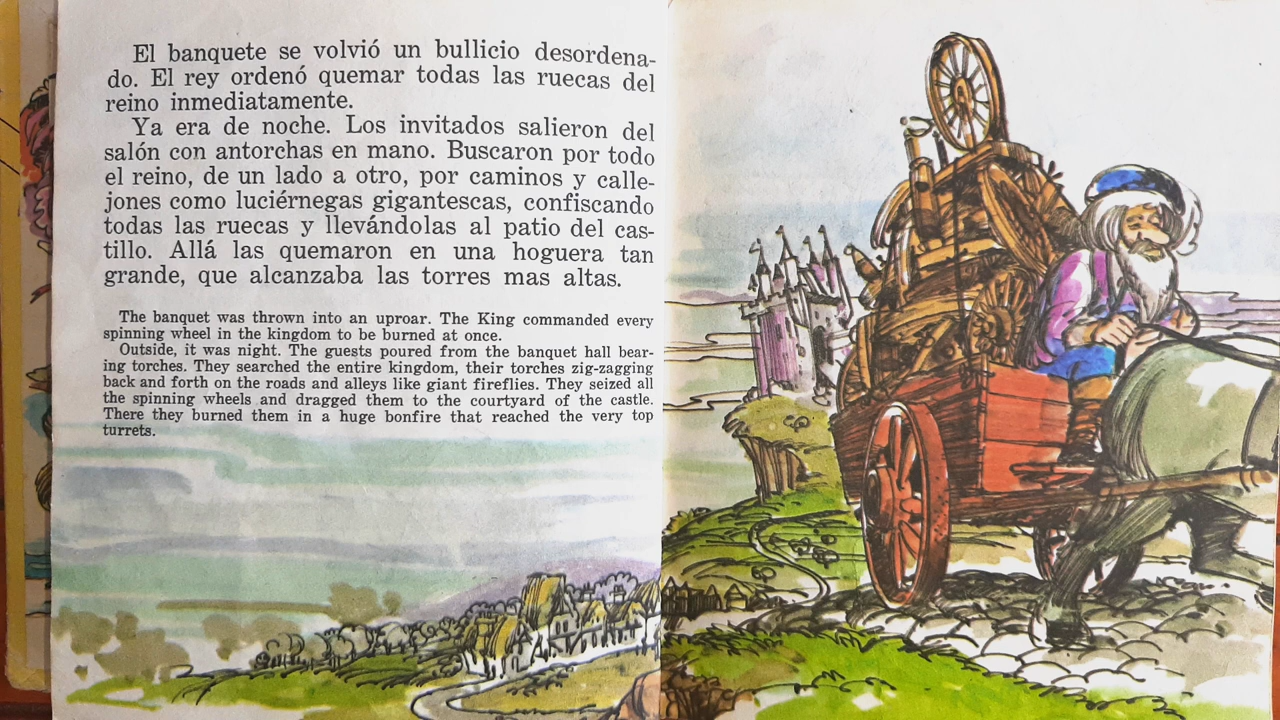 El banquete se volvió un bullicio desordena-
do. El rey ordenó quemar todas las ruecas del
reino inmediatamente.
Ya era de noche. Los invitados salieron del
salón con antorchas en mano. Buscaron por todo
el reino, de un lado a otro, por caminos y calle-
jones como luciérnegas gigantescas, confiscando
todas las ruecas y llevándolas al patio del cas-
tillo. Allá las quemaron en una hoguera tan
grande, que alcanzaba las torres mas altas.
The banquet was thrown into an uproar. The King commanded every
spinning wheel in the kingdom to be burned at once.
Outside, it was night. The guests poured from the banquet hall bear-
ing torches. They searched the entire kingdom, their torches zig-zagging
back and forth on the roads and alleys like giant fireflies. They seized all
the spinning wheels and dragged them to the courtyard of the castle.
There they burned them in a huge bonfire that reached the very top
turrets.